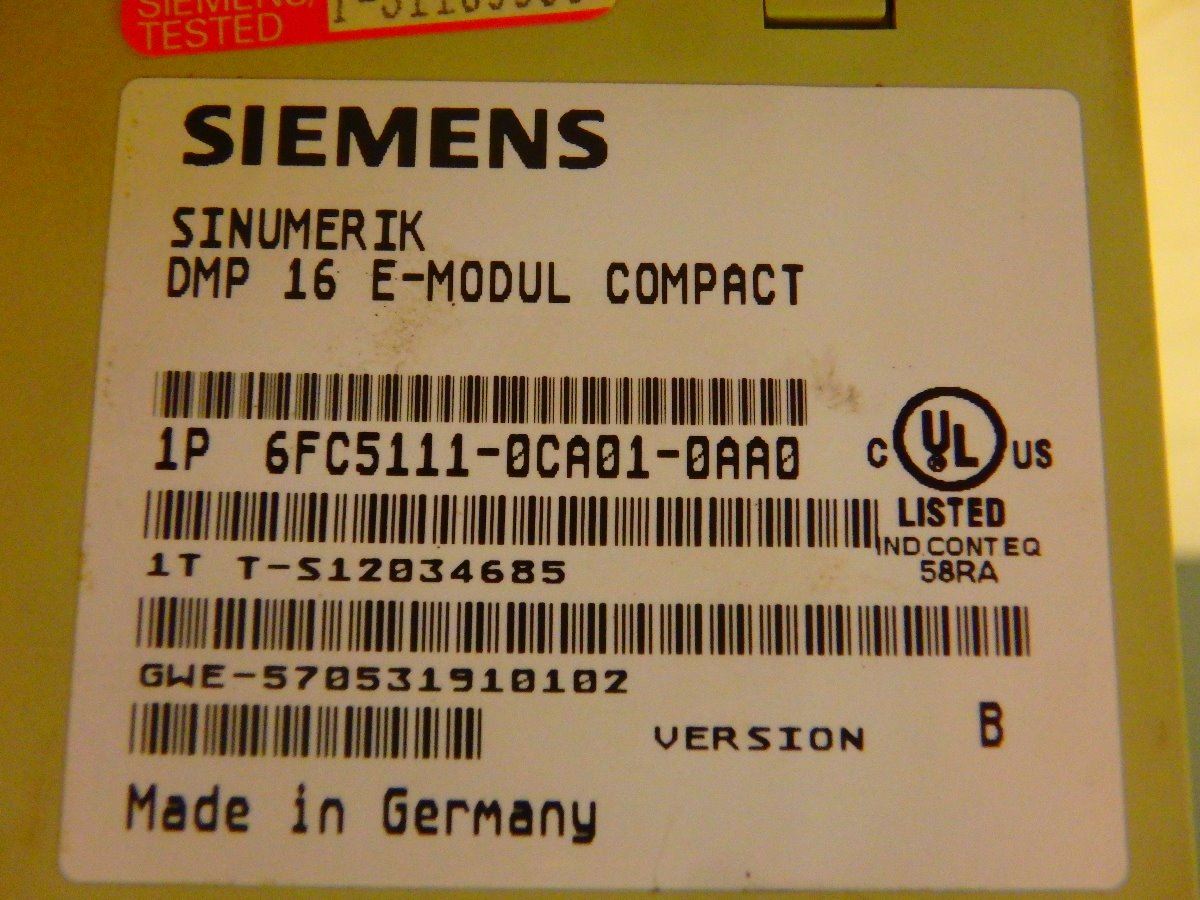 SIEMENS/
TESTED
SIEMENS
SINUMERIK
DMP 16 E-MODUL COMPACT
1P 6FC5111-0CA01-0AA0
C UL US
LISTED
IND.CONT EQ
58RA
1T T-S12034685
GWE-570531910102
VERSION B
Made in Germany